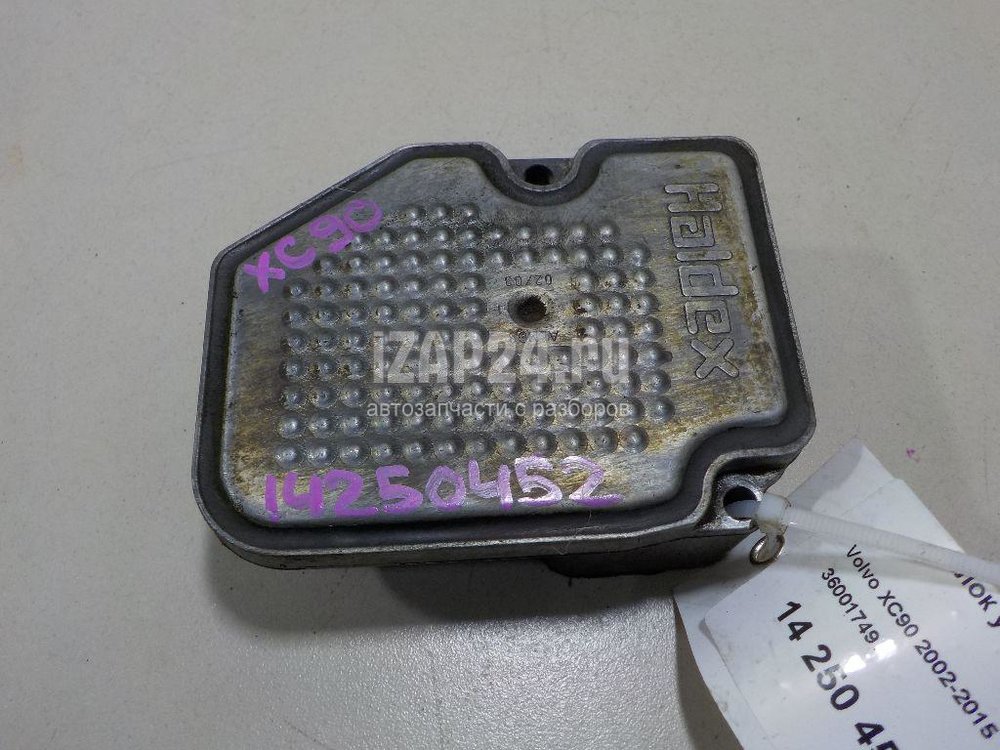 XC90
Haldex
02/03
iZAP24.ru
автозапчасти с разборов
14250452
Volvo XC90 2002-2015
36001749
14 250 45